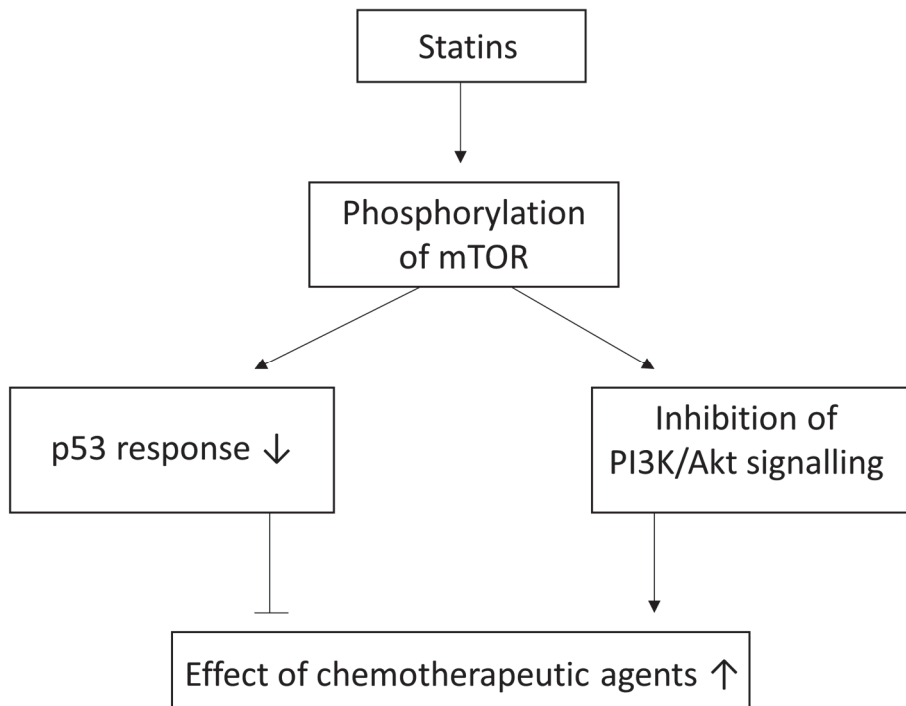 Statins
Phosphorylation
of mTOR
p53 response ↓
Inhibition of
PI3K/Akt signalling
Effect of chemotherapeutic agents ↑